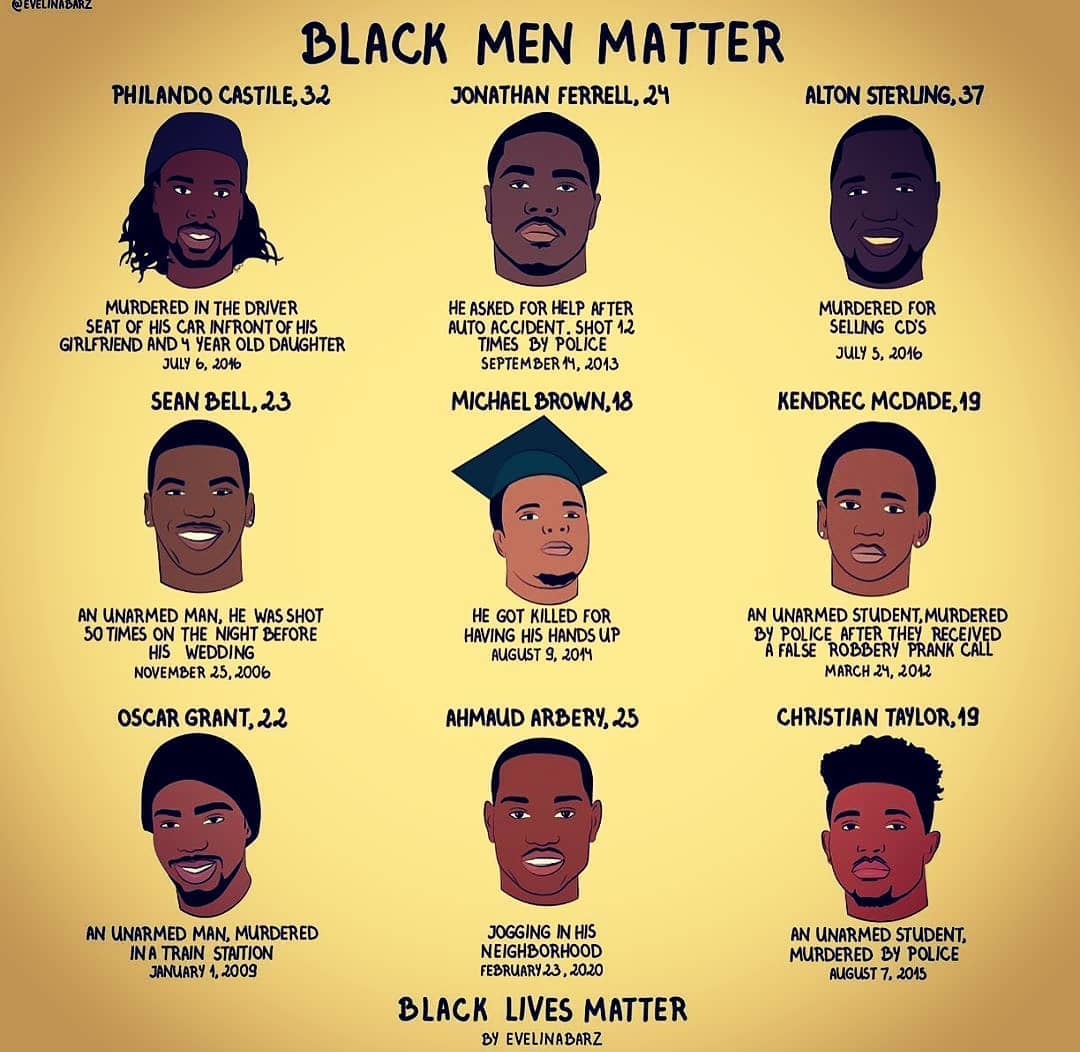 @EVELINABARZ
BLACK MEN MATTER
PHILANDO CASTILE, 32
MURDERED IN THE DRIVER
SEAT OF HIS CAR INFRONT OF HIS
GIRLFRIEND AND 4 YEAR OLD DAUGHTER
JULY 6, 2016
JONATHAN FERRELL, 24
HE ASKED FOR HELP AFTER
AUTO ACCIDENT. SHOT 12
TIMES BY POLICE
SEPTEMBER 14, 2013
ALTON STERLING, 37
MURDERED FOR
SELLING CD'S
JULY 5, 2016
SEAN BELL, 23
AN UNARMED MAN, HE WAS SHOT
50 TIMES ON THE NIGHT BEFORE
HIS WEDDING
NOVEMBER 25, 2006
MICHAEL BROWN, 18
HE GOT KILLED FOR
HAVING HIS HANDS UP
AUGUST 9, 2014
KENDREC MCDADE, 19
AN UNARMED STUDENT, MURDERED
BY POLICE AFTER THEY RECEIVED
A FALSE ROBBERY PRANK CALL
MARCH 24, 2012
OSCAR GRANT, 22
AN UNARMED MAN, MURDERED
IN A TRAIN STAITION
JANUARY 1, 2009
AHMAUD ARBERY, 25
JOGGING IN HIS
NEIGHBORHOOD
FEBRUARY 23, 2020
CHRISTIAN TAYLOR, 19
AN UNARMED STUDENT,
MURDERED BY POLICE
AUGUST 7, 2015
BLACK LIVES MATTER
BY EVELINABARZ